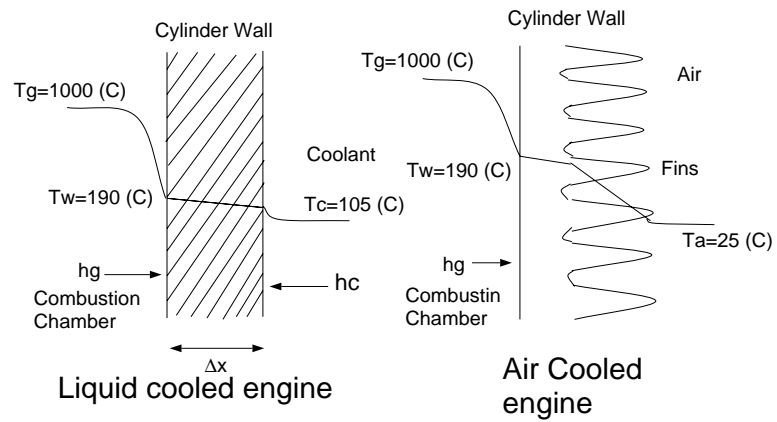 Cylinder Wall
Tg=1000 (C)
Coolant
Tw=190 (C)
Tc=105 (C)
hg
hc
Combustion
Chamber
Δx
Liquid cooled engine
Cylinder Wall
Tg=1000 (C)
Air
Tw=190 (C)
Fins
Ta=25 (C)
hg
Combustin
Chamber
Air Cooled
engine